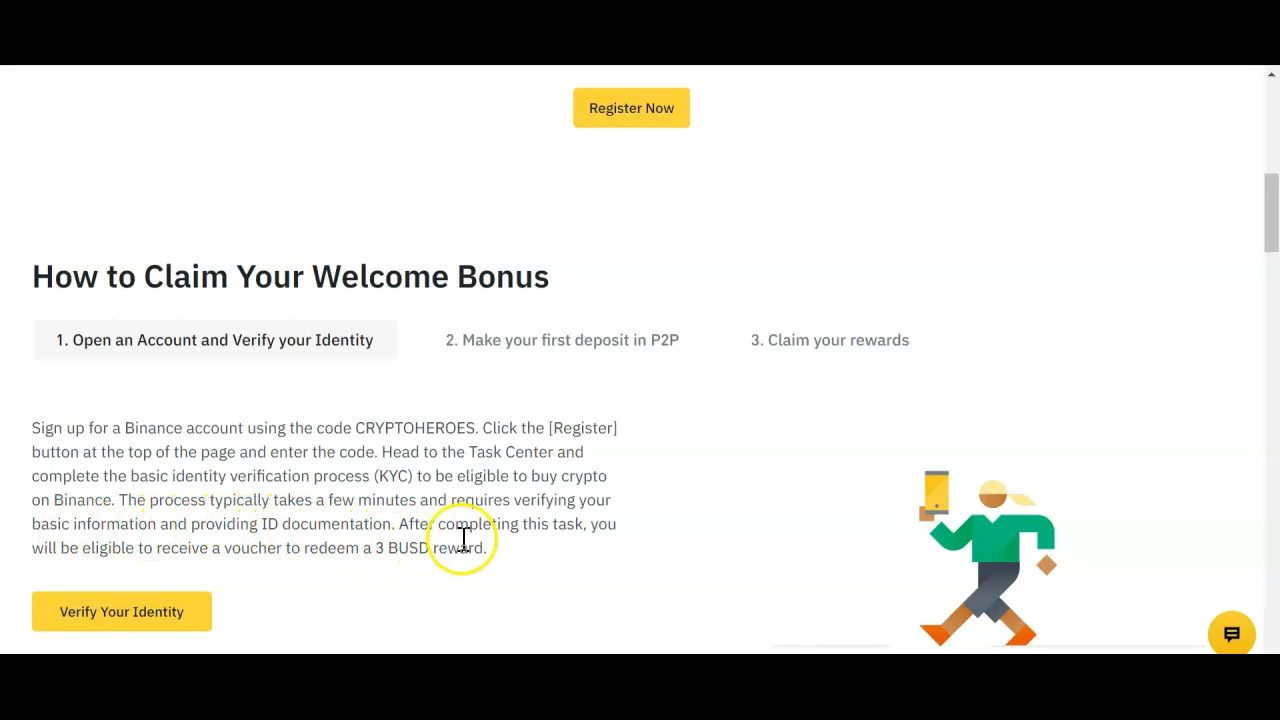 Register Now
How to Claim Your Welcome Bonus
1. Open an Account and Verify your Identity
2. Make your first deposit in P2P
3. Claim your rewards
Sign up for a Binance account using the code CRYPTOHEROES. Click the [Register]
button at the top of the page and enter the code. Head to the Task Center and
complete the basic identity verification process (KYC) to be eligible to buy crypto
on Binance. The process typically takes a few minutes and requires verifying your
basic information and providing ID documentation. After completing this task, you
will be eligible to receive a voucher to redeem a 3 BUSD reward.
Verify Your Identity